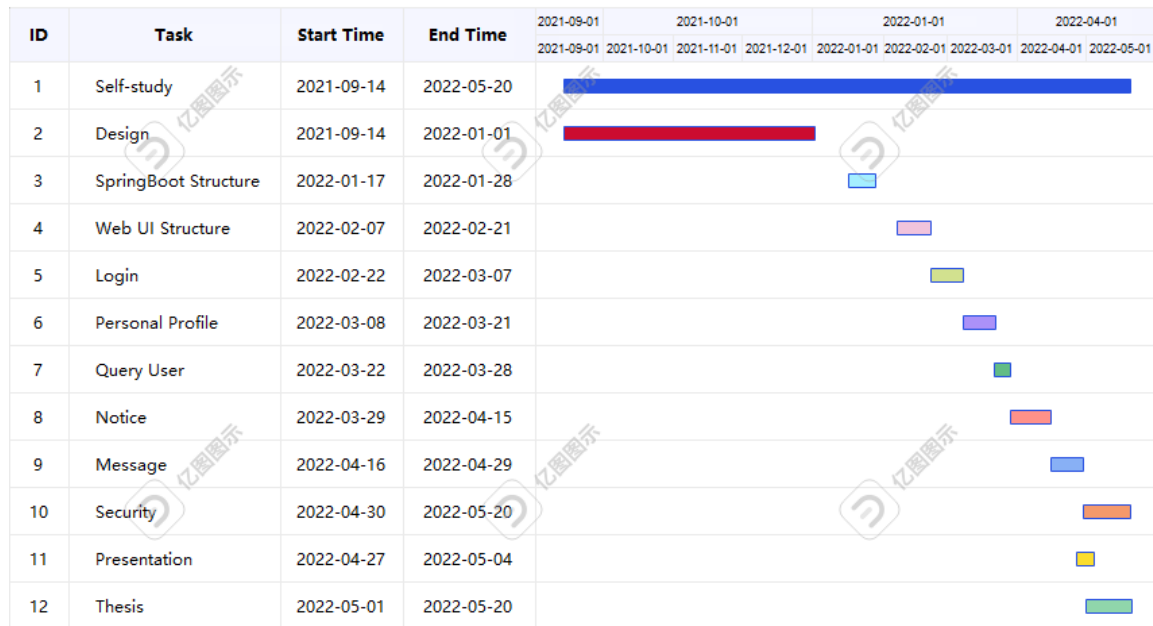 ID Task Start Time End Time 2021-09-01 2021-10-01 2022-01-01 2022-04-01
2021-09-01 2021-10-01 2021-11-01 2021-12-01 2022-01-01 2022-02-01 2022-03-01 2022-04-01 2022-05-01
1 Self-study 2021-09-14 2022-05-20
2 Design 2021-09-14 2022-01-01
3 SpringBoot Structure 2022-01-17 2022-01-28
4 Web UI Structure 2022-02-07 2022-02-21
5 Login 2022-02-22 2022-03-07
6 Personal Profile 2022-03-08 2022-03-21
7 Query User 2022-03-22 2022-03-28
8 Notice 2022-03-29 2022-04-15
9 Message 2022-04-16 2022-04-29
10 Security 2022-04-30 2022-05-20
11 Presentation 2022-04-27 2022-05-04
12 Thesis 2022-05-01 2022-05-20
亿图图示
亿图图示
亿图图示
亿图图示
亿图图示
亿图图示